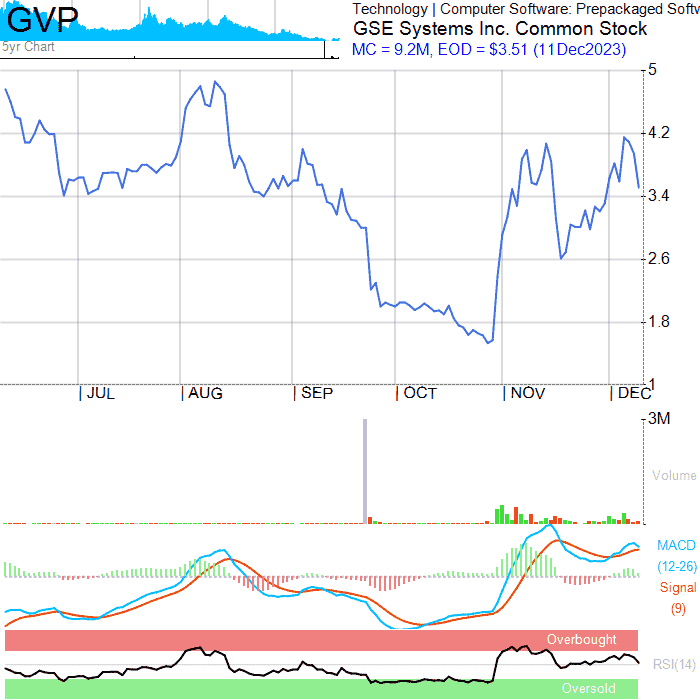 GVP
5yr Chart
Technology | Computer Software: Prepackaged Softw
GSE Systems Inc. Common Stock
MC = 9.2M, EOD = $3.51 (11Dec2023)
5
4.2
3.4
2.6
1.8
1
| JUL | AUG | SEP | OCT | NOV | DEC
3M
Volume
MACD
(12-26)
Signal
(9)
Overbought
RSI(14)
Oversold